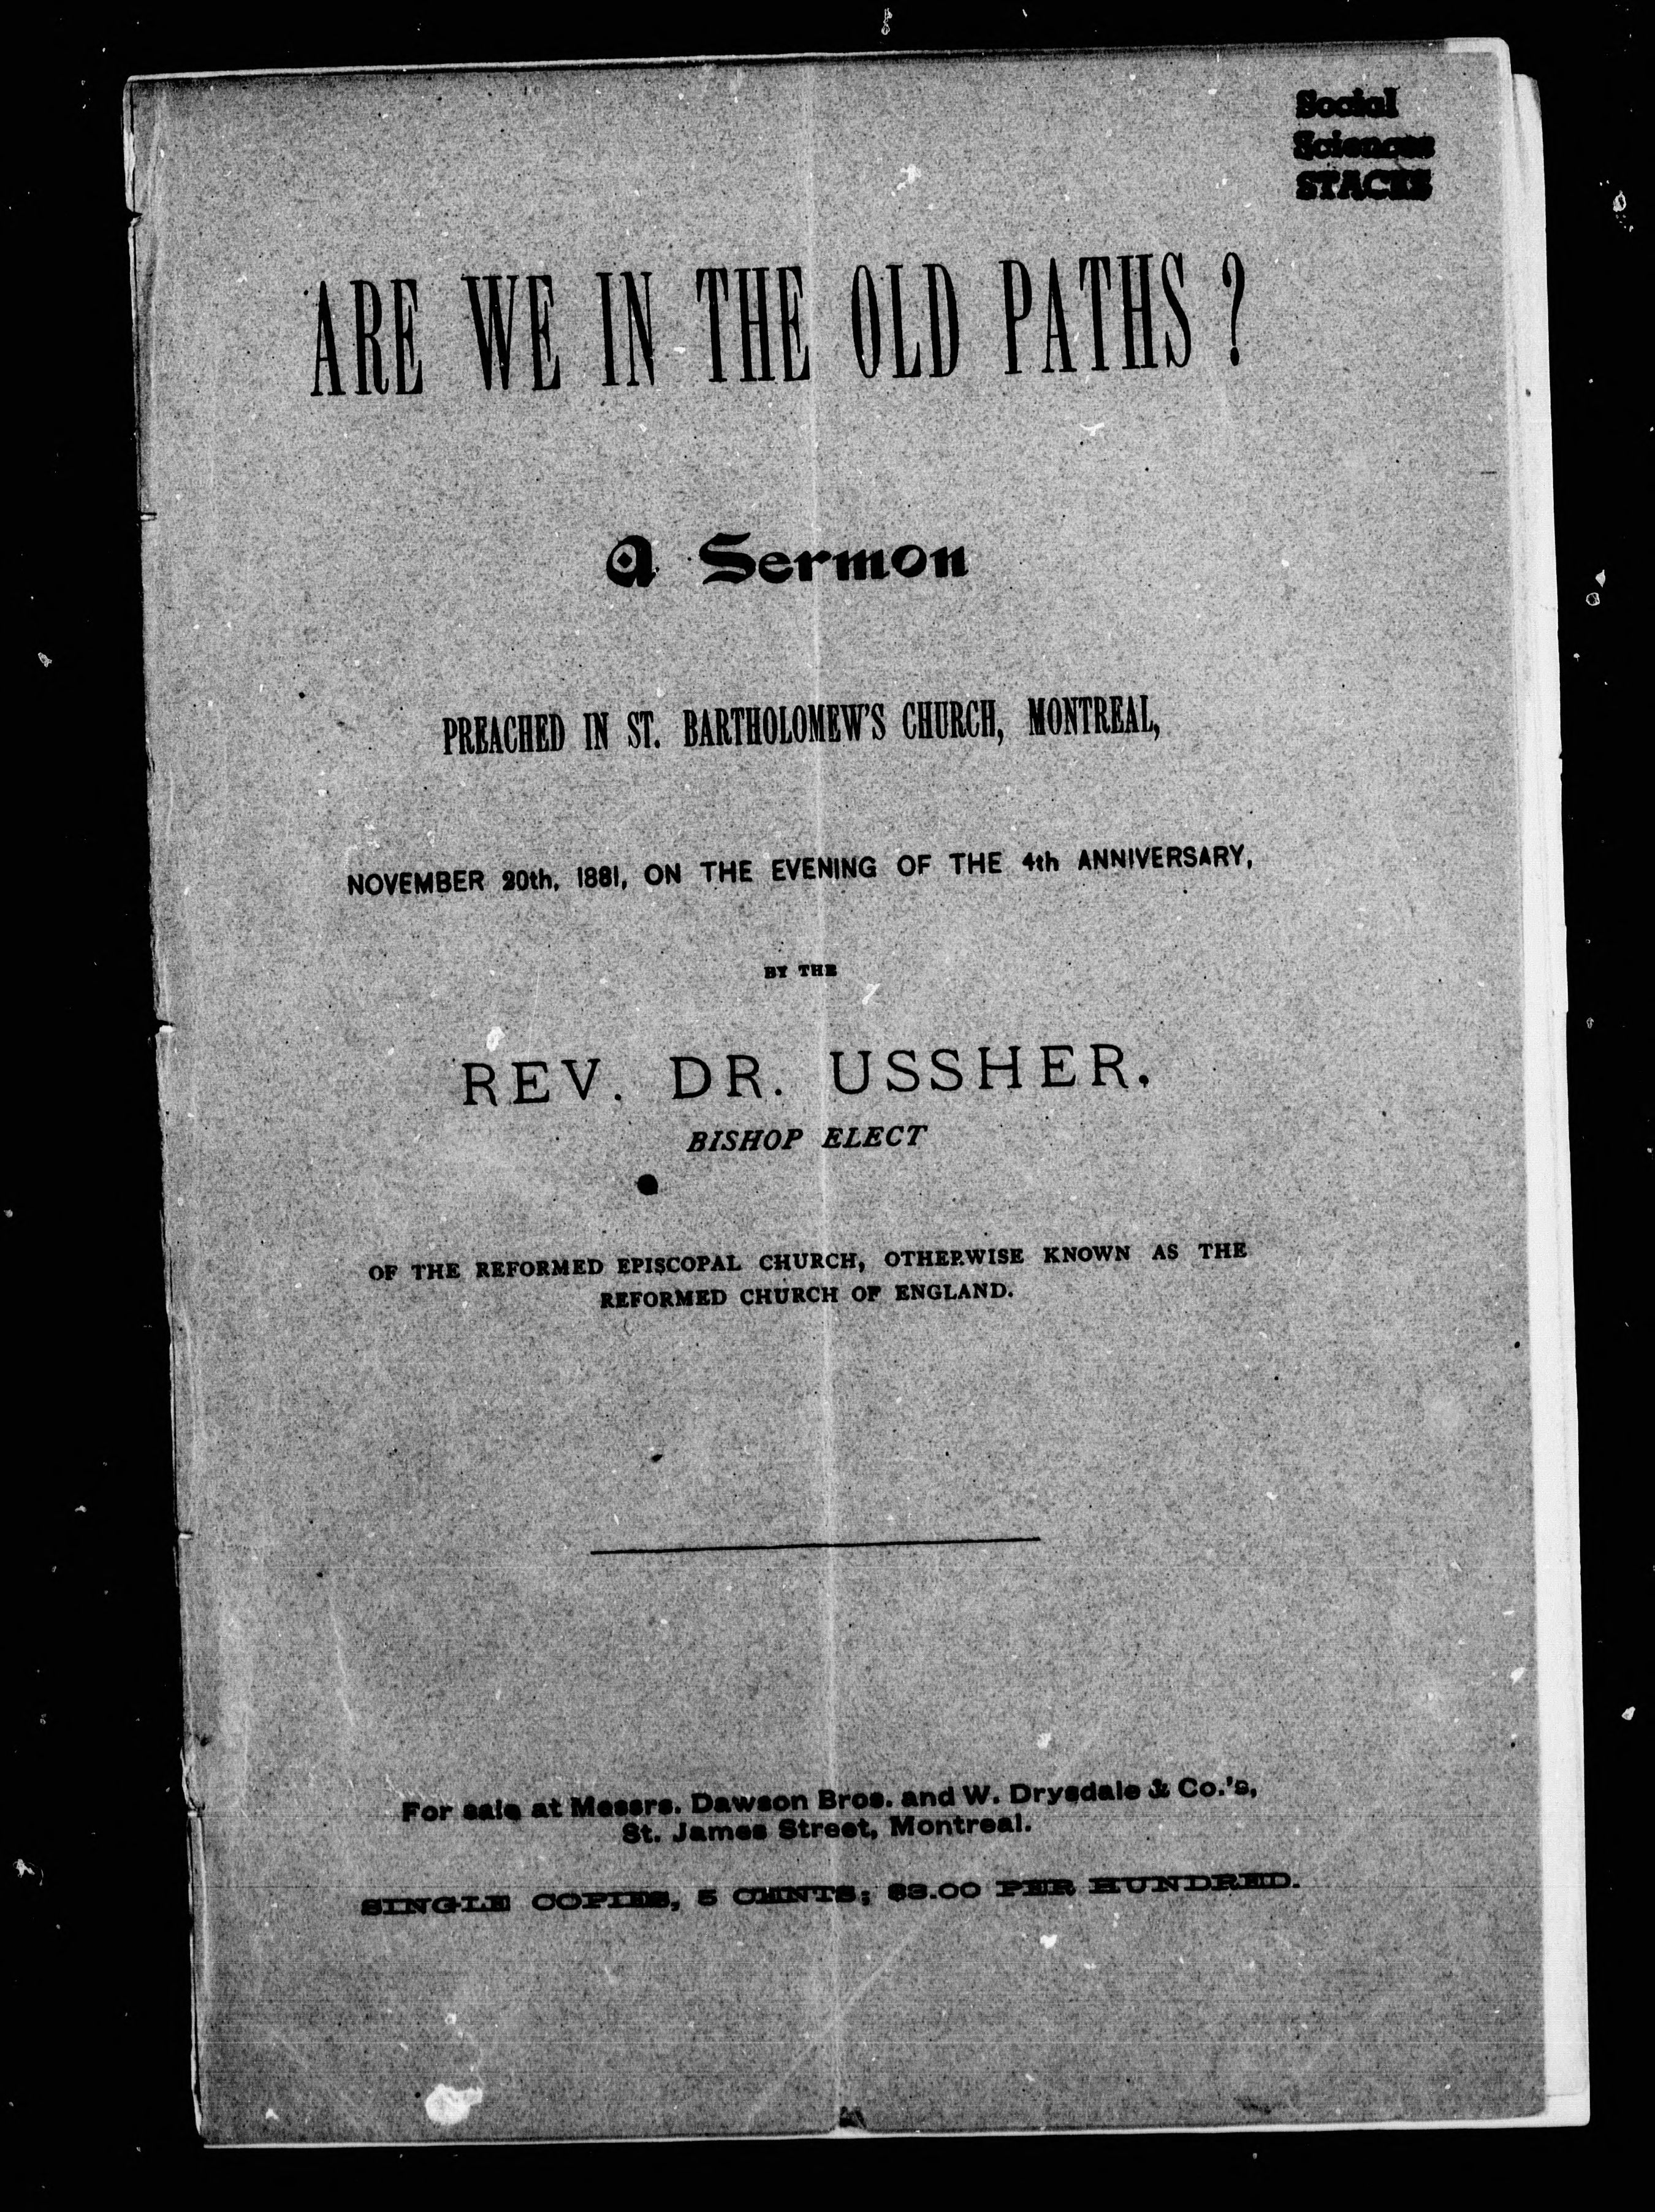 Social
Sciences
STACKS
ARE WE IN THE OLD PATHS ?
A Sermon
PREACHED IN ST. BARTHOLOMEW'S CHURCH, MONTREAL,
NOVEMBER 20th, 1881, ON THE EVENING OF THE 4th ANNIVERSARY,
BY THE
REV. DR. USSHER,
BISHOP ELECT
OF THE REFORMED EPISCOPAL CHURCH, OTHERWISE KNOWN AS THE
REFORMED CHURCH OF ENGLAND.
For sale at Messrs. Dawson Bros. and W. Drysdale & Co.'s,
St. James Street, Montreal.
SINGLE COPIES, 5 CENTS; $3.00 PER HUNDRED.